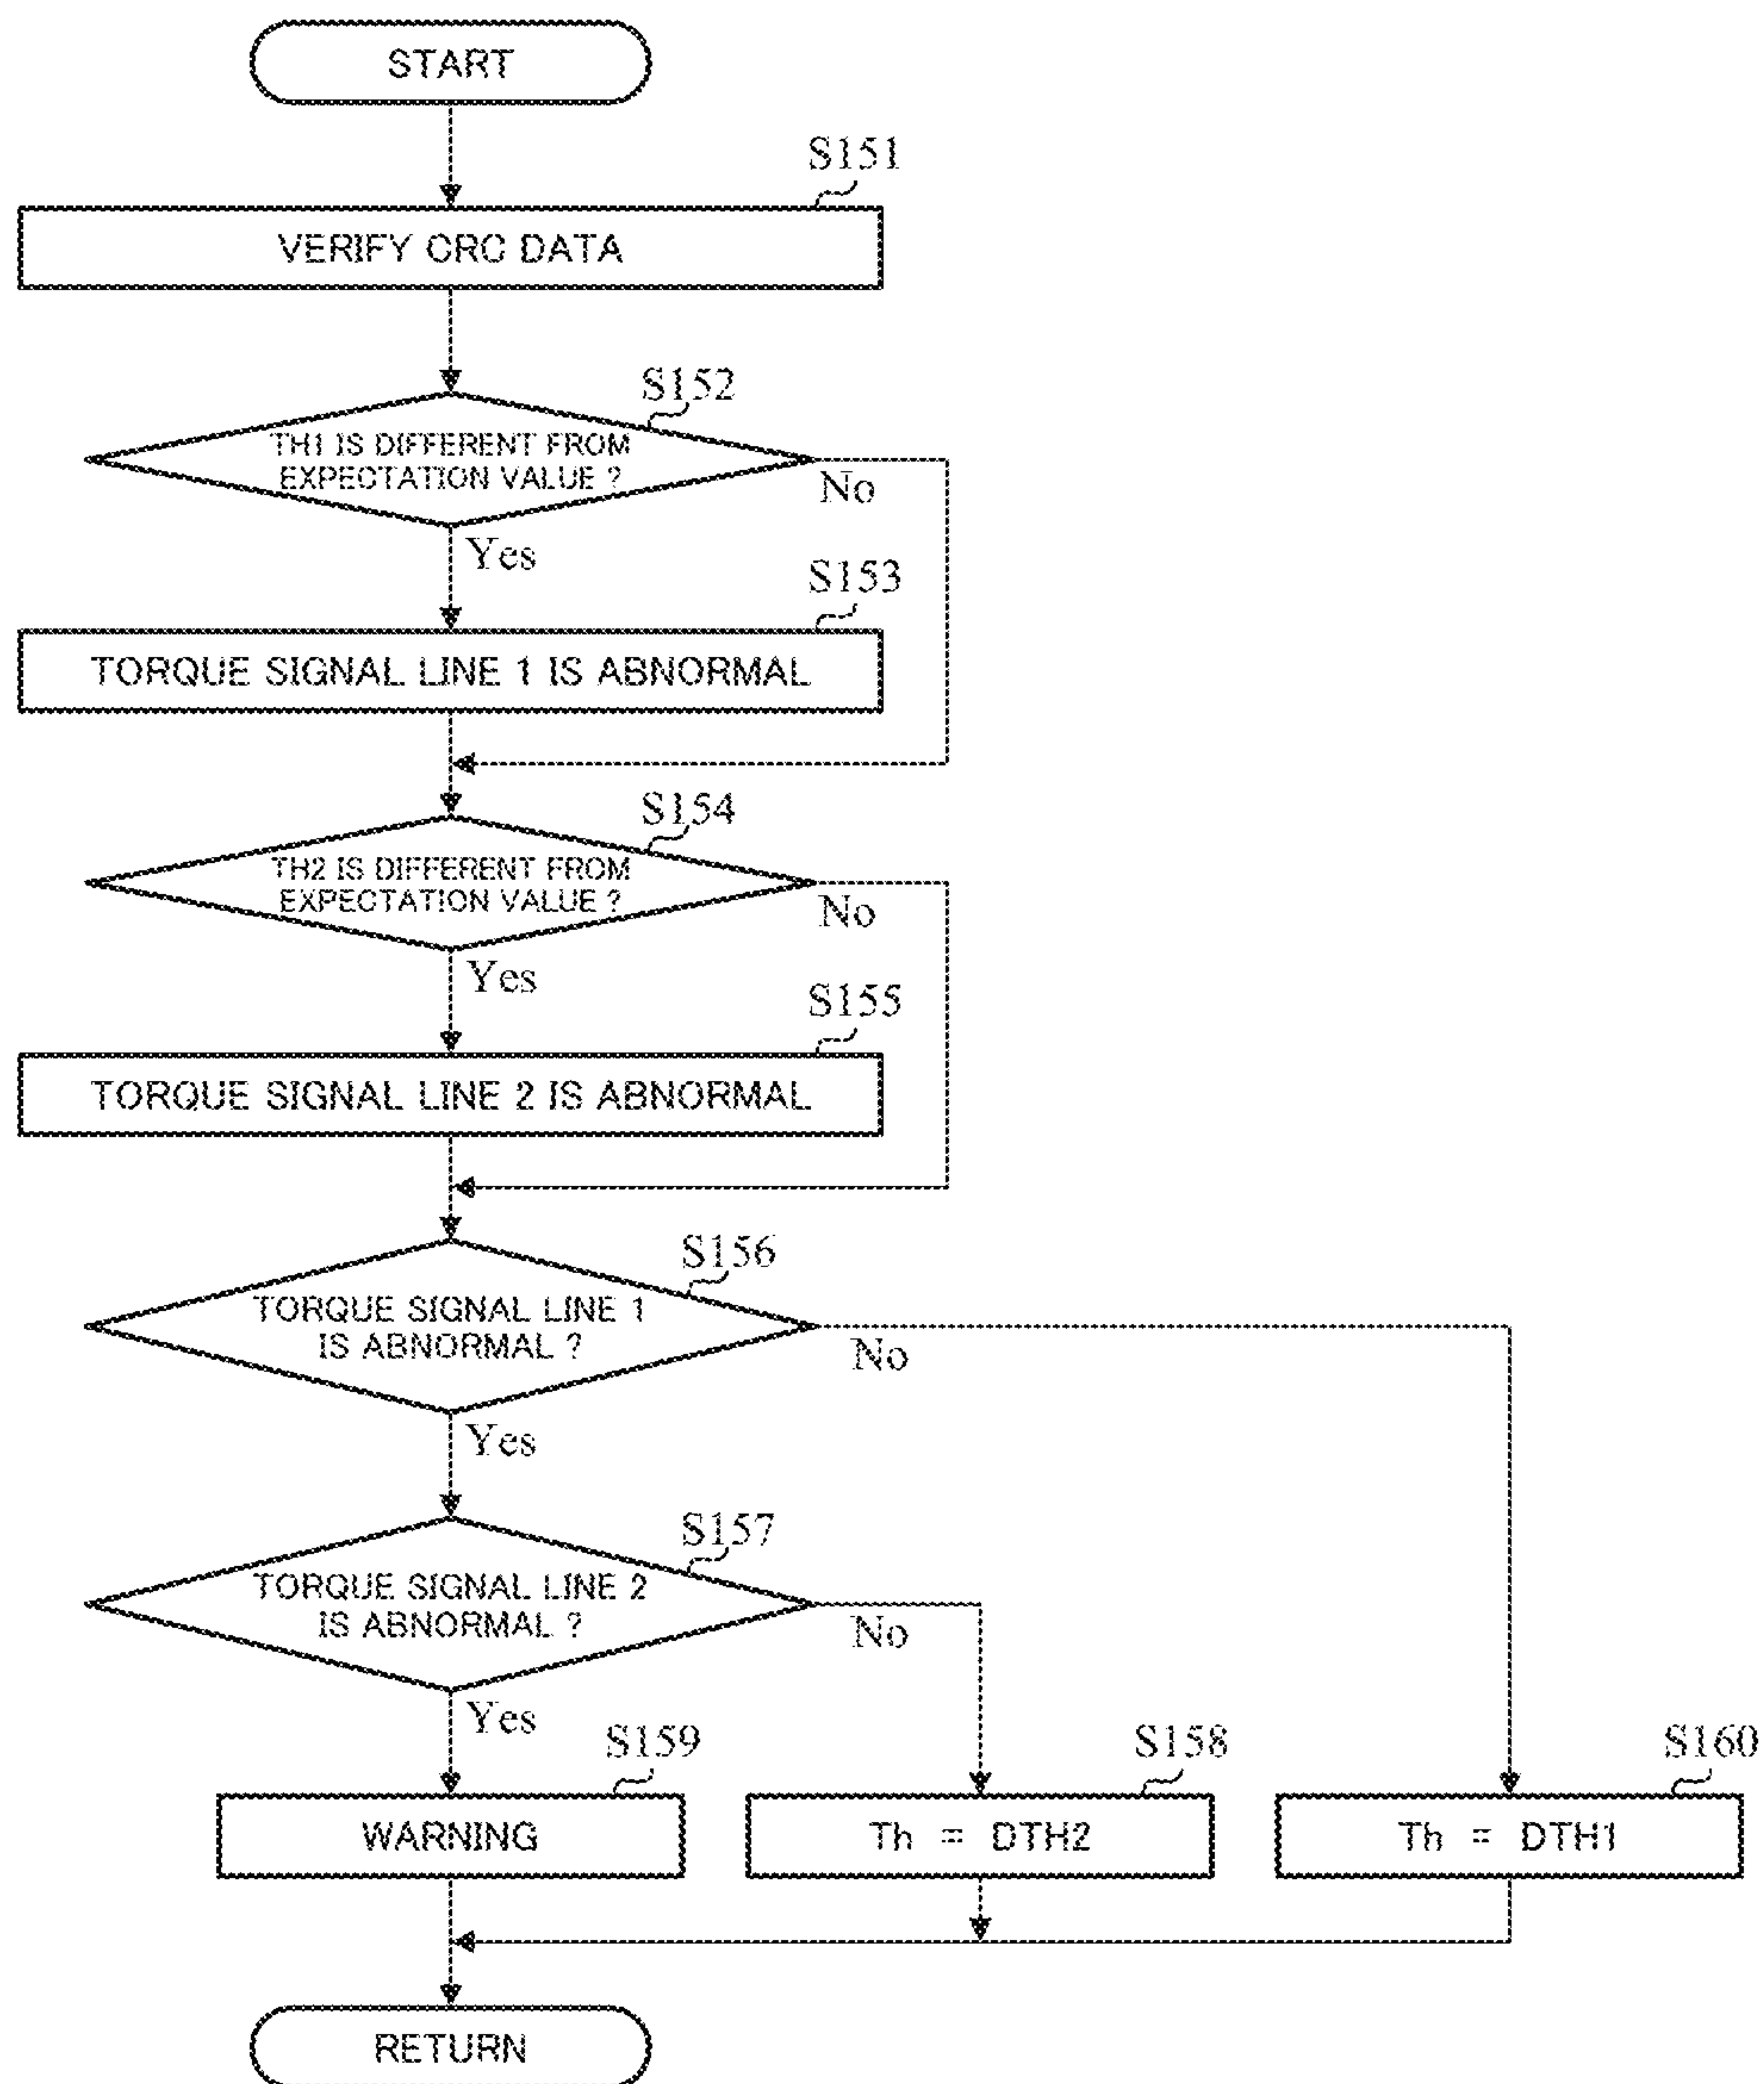 START
S151
VERIFY CRC DATA
S152
TH1 IS DIFFERENT FROM
EXPECTATION VALUE ?
No
Yes
S153
TORQUE SIGNAL LINE 1 IS ABNORMAL
S154
TH2 IS DIFFERENT FROM
EXPECTATION VALUE ?
No
Yes
S155
TORQUE SIGNAL LINE 2 IS ABNORMAL
S156
TORQUE SIGNAL LINE 1
IS ABNORMAL ?
No
Yes
S157
TORQUE SIGNAL LINE 2
IS ABNORMAL ?
No
Yes
S159
WARNING
S158
Th = DTH2
S160
Th = DTH1
RETURN